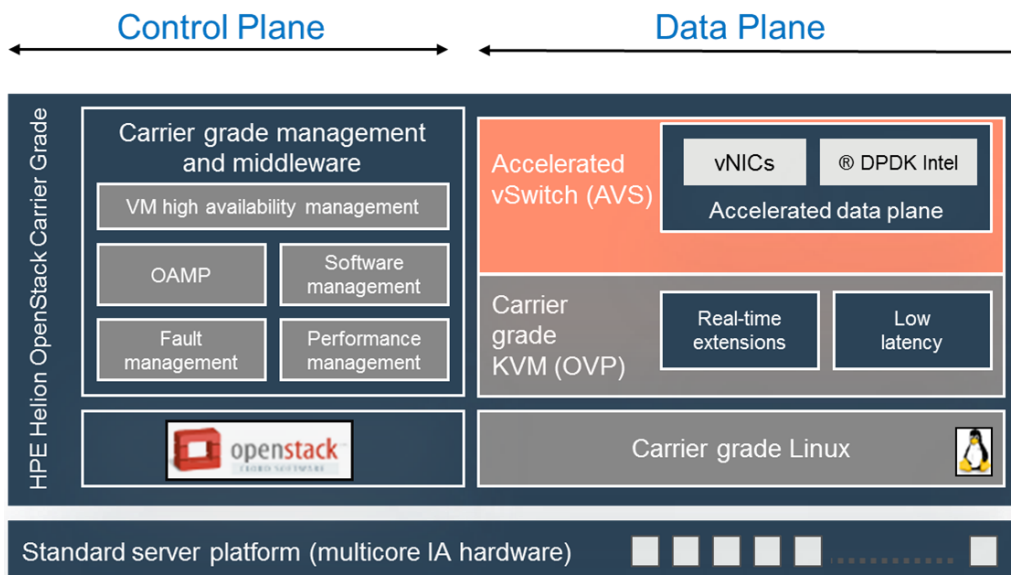 Control Plane
Data Plane
HPE Helion OpenStack Carrier Grade
Carrier grade management
and middleware
VM high availability management
OAMP
Software
management
Fault
management
Performance
management
openstack
CLOUD SOFTWARE
Accelerated
vSwitch (AVS)
vNICs
® DPDK Intel
Accelerated data plane
Carrier
grade
KVM (OVP)
Real-time
extensions
Low
latency
Carrier grade Linux
Standard server platform (multicore IA hardware)